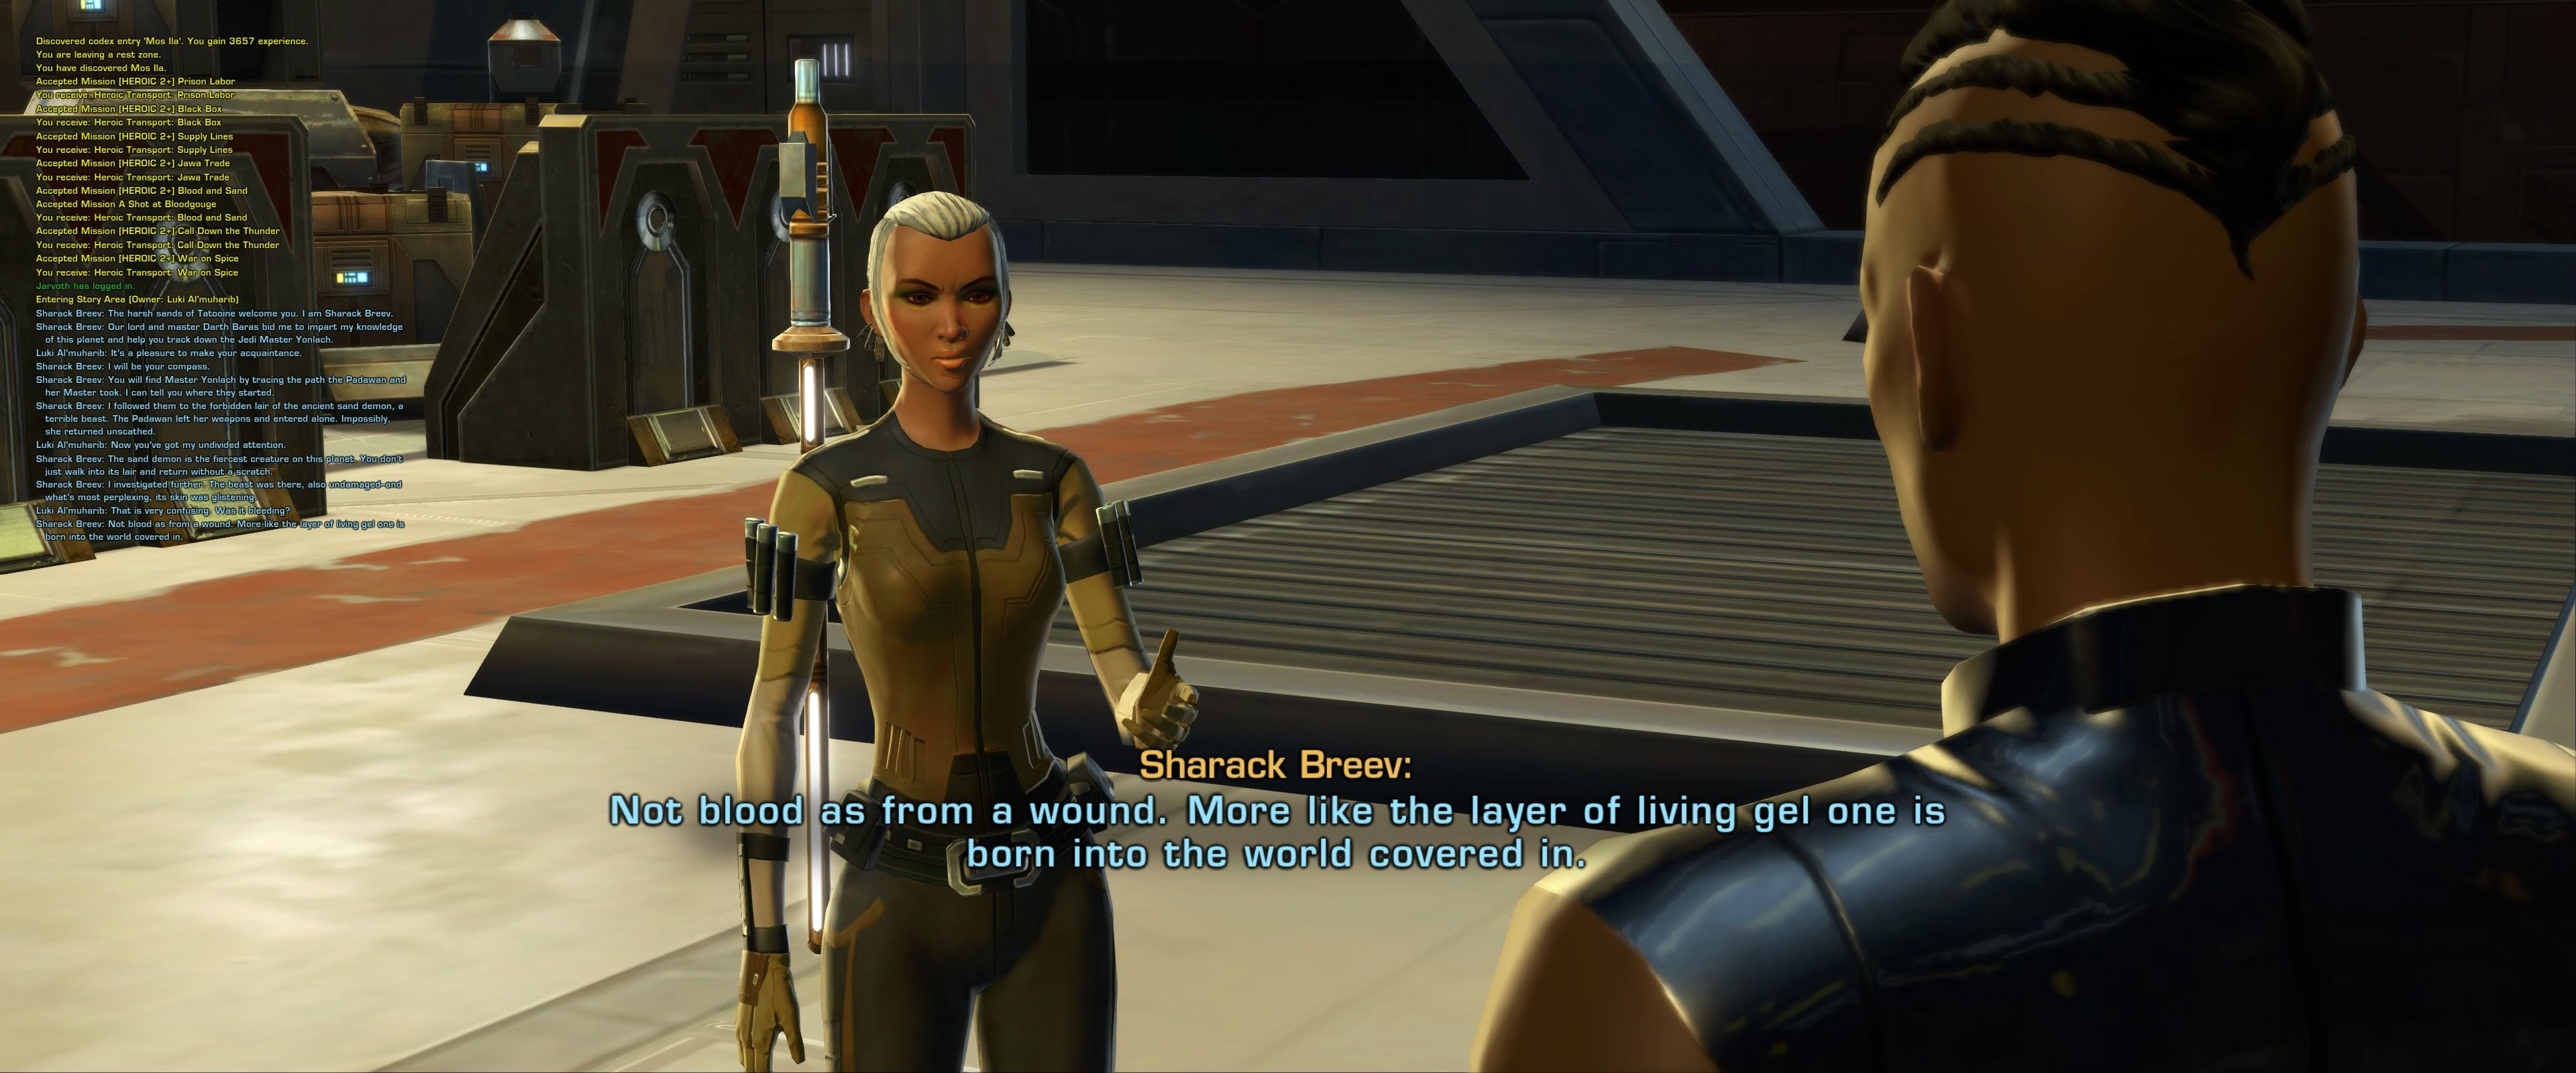 Discovered codex entry 'Mos Ila'. You gain 3657 experience.
You are leaving a rest zone.
You have discovered Mos Ila.
Accepted Mission [HEROIC 2+] Prison Labor
You receive: Heroic Transport: Prison Labor
Accepted Mission [HEROIC 2+] Black Box
You receive: Heroic Transport: Black Box
Accepted Mission [HEROIC 2+] Supply Lines
You receive: Heroic Transport: Supply Lines
Accepted Mission [HEROIC 2+] Jawa Trade
You receive: Heroic Transport: Jawa Trade
Accepted Mission [HEROIC 2+] Blood and Sand
Accepted Mission A Shot at Bloodgouge
You receive: Heroic Transport: Blood and Sand
Accepted Mission [HEROIC 2+] Call Down the Thunder
You receive: Heroic Transport: Call Down the Thunder
Accepted Mission [HEROIC 2+] War on Spice
You receive: Heroic Transport: War on Spice
Jarvoth has logged in.
Entering Story Area (Owner: Luki Al'muharib)
Sharack Breev: The harsh sands of Tatooine welcome you. I am Sharack Breev.
Sharack Breev: Our lord and master Darth Baras bid me to impart my knowledge
of this planet and help you track down the Jedi Master Yonlach.
Luki Al'muharib: It's a pleasure to make your acquaintance.
Sharack Breev: I will be your compass.
Sharack Breev: You will find Master Yonlach by tracing the path the Padawan and
her Master took. I can tell you where they started.
Sharack Breev: I followed them to the forbidden lair of the ancient sand demon, a
terrible beast. The Padawan left her weapons and entered alone. Impossibly,
she returned unscathed.
Luki Al'muharib: Now you've got my undivided attention.
Sharack Breev: The sand demon is the fiercest creature on this planet. You don't
just walk into its lair and return without a scratch.
Sharack Breev: I investigated further. The beast was there, also undamaged-and
what's most perplexing, its skin was glistening.
Luki Al'muharib: That is very confusing. Was it bleeding?
Sharack Breev: Not blood as from a wound. More like the layer of living gel one is
born into the world covered in.
Sharack Breev:
Not blood as from a wound. More like the layer of living gel one is
born into the world covered in.